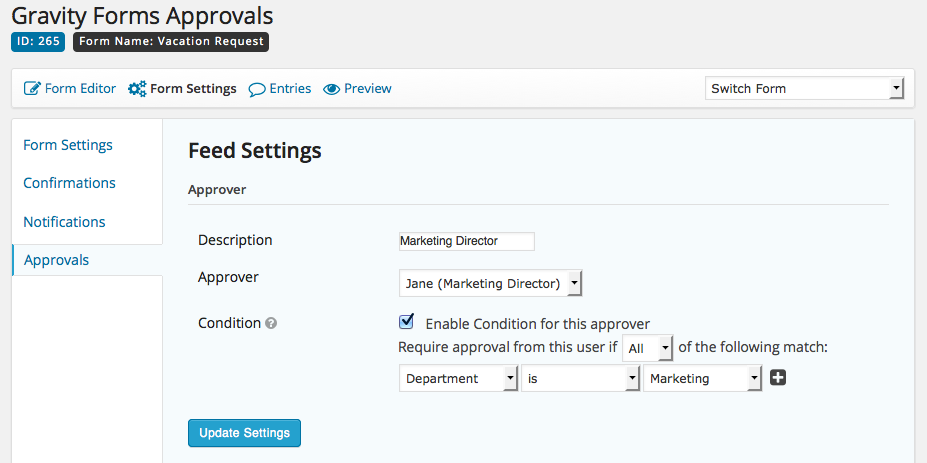 Gravity Forms Approvals
ID: 265 Form Name: Vacation Request
Form Editor Form Settings Entries Preview Switch Form
Form Settings
Confirmations
Notifications
Approvals
Feed Settings
Approver
Description Marketing Director
Approver Jane (Marketing Director)
Condition ? Enable Condition for this approver
Require approval from this user if All of the following match:
Department is Marketing
Update Settings